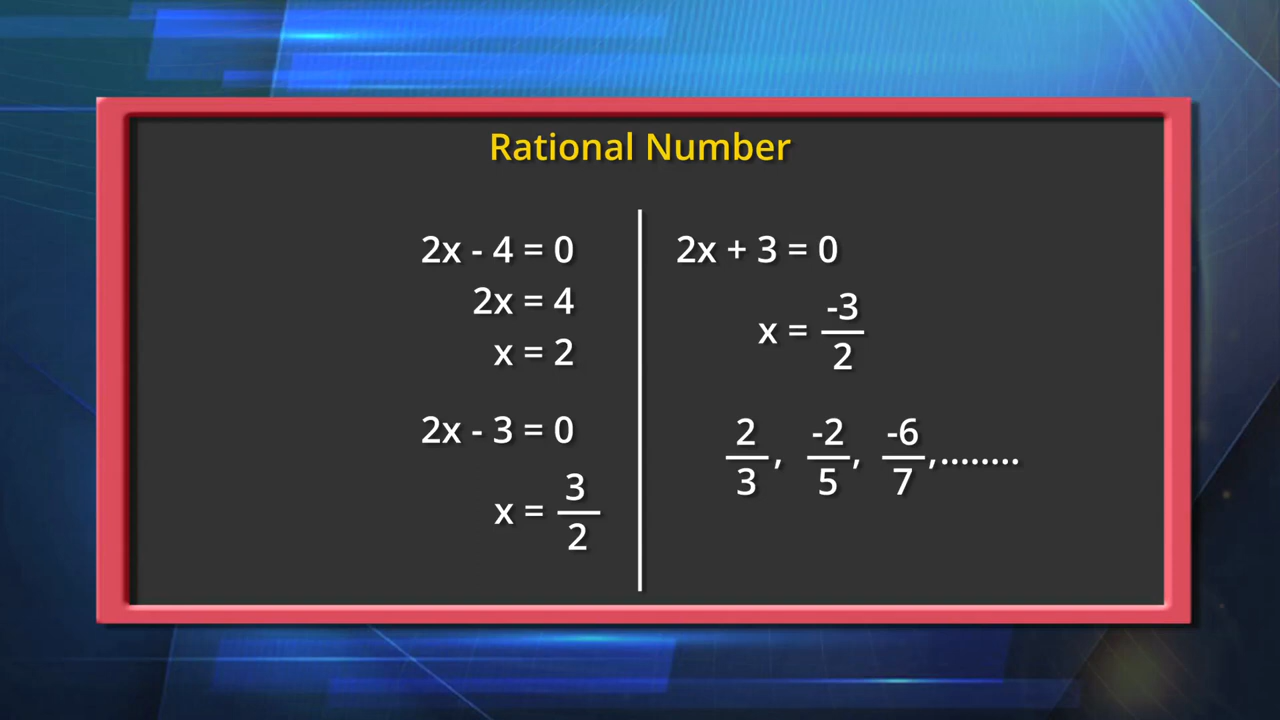 Rational Number
2x - 4 = 0
2x = 4
x = 2
2x - 3 = 0
x = 3/2
2x + 3 = 0
x = -3/2
2/3, -2/5, -6/7,........